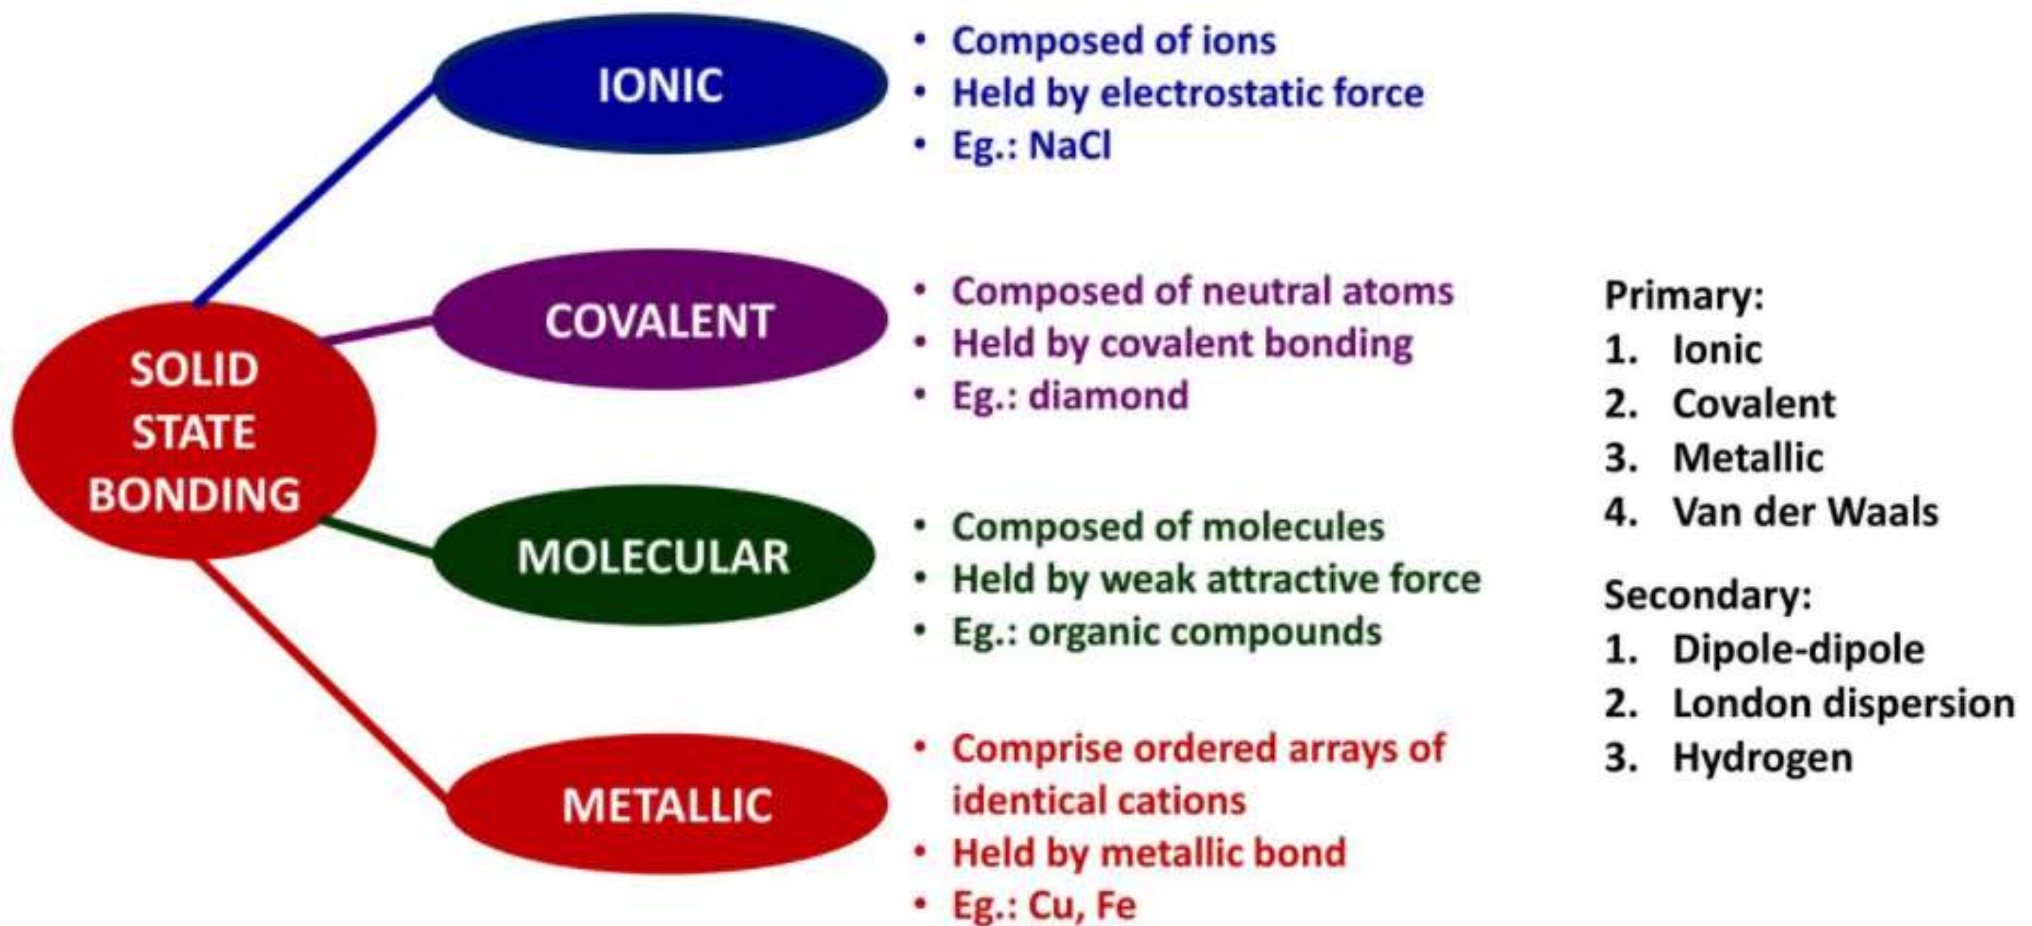 IONIC
• Composed of ions
• Held by electrostatic force
• Eg.: NaCl
SOLID
STATE
BONDING
COVALENT
• Composed of neutral atoms
• Held by covalent bonding
• Eg.: diamond
MOLECULAR
• Composed of molecules
• Held by weak attractive force
• Eg.: organic compounds
METALLIC
• Comprise ordered arrays of
identical cations
• Held by metallic bond
• Eg.: Cu, Fe
Primary:
1. Ionic
2. Covalent
3. Metallic
4. Van der Waals
Secondary:
1. Dipole-dipole
2. London dispersion
3. Hydrogen